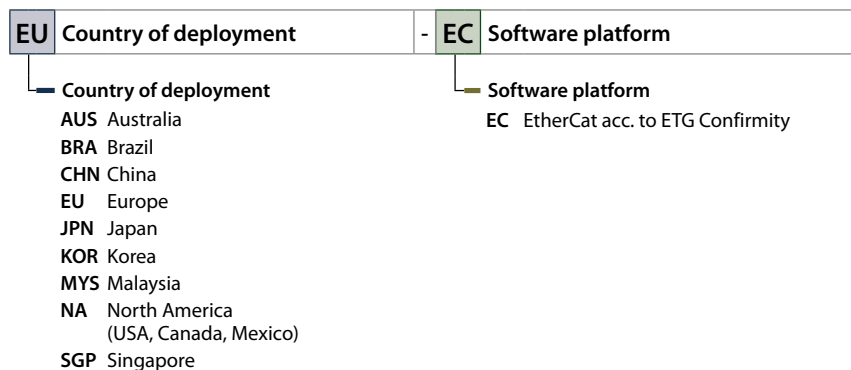 EU Country of deployment - EC Software platform
Country of deployment
AUS Australia
BRA Brazil
CHN China
EU Europe
JPN Japan
KOR Korea
MYS Malaysia
NA North America
(USA, Canada, Mexico)
SGP Singapore
Software platform
EC EtherCat acc. to ETG Confirmity